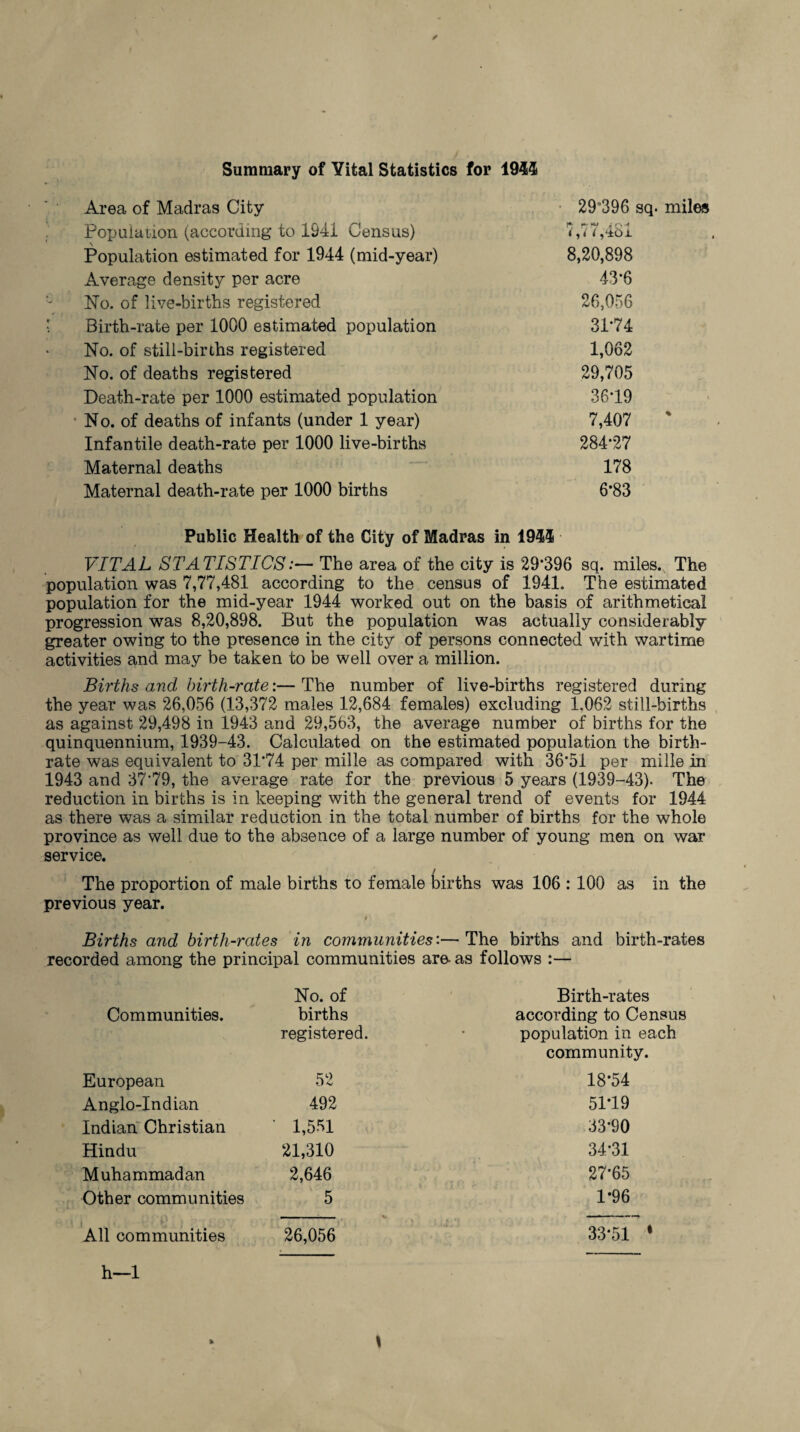 Summary of Vital Statistics for 1944
Area of Madras City 29·396 sq. miles
Population (according to 1941 Census) 7,77,481
Population estimated for 1944 (mid-year) 8,20,898
Average density per acre 43·6
No. of live-births registered 26,056
Birth-rate per 1000 estimated population 31·74
No. of still-births registered 1,062
No. of deaths registered 29,705
Death-rate per 1000 estimated population 36·19
No. of deaths of infants (under 1 year) 7,407
Infantile death-rate per 1000 live-births 284·27
Maternal deaths 178
Maternal death-rate per 1000 births 6·83
Public Health of the City of Madras in 1944
VITAL STATISTICS:— The area of the city is 29·396 sq. miles. The
population was 7,77,481 according to the census of 1941. The estimated
population for the mid-year 1944 worked out on the basis of arithmetical
progression was 8,20,898. But the population was actually considerably
greater owing to the presence in the city of persons connected with wartime
activities and may be taken to be well over a million.
Births and birth-rate:— The number of live-births registered during
the year was 26,056 (13,372 males 12,684 females) excluding 1,062 still-births
as against 29,498 in 1943 and 29,563, the average number of births for the
quinquennium, 1939-43. Calculated on the estimated population the birth-
rate was equivalent to 31·74 per mille as compared with 36·51 per mille in
1943 and 37·79, the average rate for the previous 5 years (1939-43). The
reduction in births is in keeping with the general trend of events for 1944
as there was a similar reduction in the total number of births for the whole
province as well due to the absence of a large number of young men on war
service.
The proportion of male births to female births was 106 : 100 as in the
previous year.
Births and birth-rates in communities:— The births and birth-rates
recorded among the principal communities are as follows :—
No. of Birth-rates
Communities. births according to Census
registered. population in each
community.
European 52 18·54
Anglo-Indian 492 51·19
Indian Christian 1,551 33·90
Hindu 21,310 34·31
Muhammadan 2,646 27·65
Other communities 5 1·96
All communities 26,056 33·51
h—1